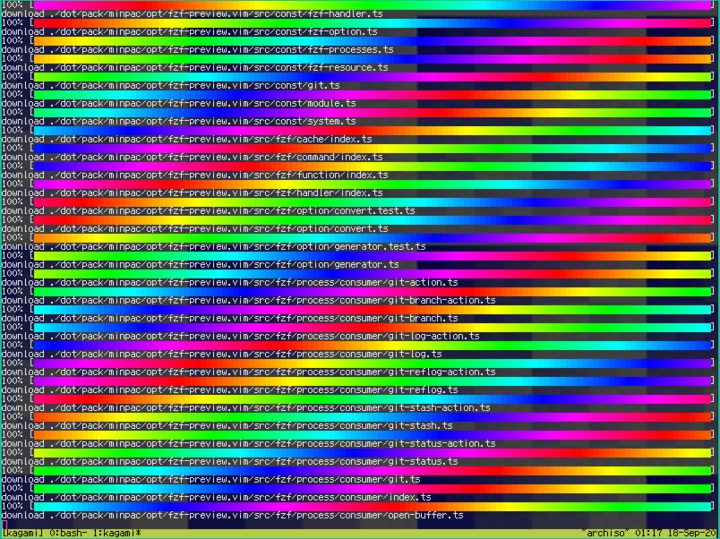 100% [ ]
download ./dot/pack/minpac/opt/fzf-preview.vim/src/const/fzf-handler.ts
100% [ ]
download ./dot/pack/minpac/opt/fzf-preview.vim/src/const/fzf-option.ts
100% [ ]
download ./dot/pack/minpac/opt/fzf-preview.vim/src/const/fzf-processes.ts
100% [ ]
download ./dot/pack/minpac/opt/fzf-preview.vim/src/const/fzf-resource.ts
100% [ ]
download ./dot/pack/minpac/opt/fzf-preview.vim/src/const/git.ts
100% [ ]
download ./dot/pack/minpac/opt/fzf-preview.vim/src/const/module.ts
100% [ ]
download ./dot/pack/minpac/opt/fzf-preview.vim/src/const/system.ts
100% [ ]
download ./dot/pack/minpac/opt/fzf-preview.vim/src/fzf/cache/index.ts
100% [ ]
download ./dot/pack/minpac/opt/fzf-preview.vim/src/fzf/command/index.ts
100% [ ]
download ./dot/pack/minpac/opt/fzf-preview.vim/src/fzf/function/index.ts
100% [ ]
download ./dot/pack/minpac/opt/fzf-preview.vim/src/fzf/handler/index.ts
100% [ ]
download ./dot/pack/minpac/opt/fzf-preview.vim/src/fzf/option/convert.test.ts
100% [ ]
download ./dot/pack/minpac/opt/fzf-preview.vim/src/fzf/option/convert.ts
100% [ ]
download ./dot/pack/minpac/opt/fzf-preview.vim/src/fzf/option/generator.test.ts
100% [ ]
download ./dot/pack/minpac/opt/fzf-preview.vim/src/fzf/option/generator.ts
100% [ ]
download ./dot/pack/minpac/opt/fzf-preview.vim/src/fzf/process/consumer/git-action.ts
100% [ ]
download ./dot/pack/minpac/opt/fzf-preview.vim/src/fzf/process/consumer/git-branch-action.ts
100% [ ]
download ./dot/pack/minpac/opt/fzf-preview.vim/src/fzf/process/consumer/git-branch.ts
100% [ ]
download ./dot/pack/minpac/opt/fzf-preview.vim/src/fzf/process/consumer/git-log-action.ts
100% [ ]
download ./dot/pack/minpac/opt/fzf-preview.vim/src/fzf/process/consumer/git-log.ts
100% [ ]
download ./dot/pack/minpac/opt/fzf-preview.vim/src/fzf/process/consumer/git-reflog-action.ts
100% [ ]
download ./dot/pack/minpac/opt/fzf-preview.vim/src/fzf/process/consumer/git-reflog.ts
100% [ ]
download ./dot/pack/minpac/opt/fzf-preview.vim/src/fzf/process/consumer/git-stash-action.ts
100% [ ]
download ./dot/pack/minpac/opt/fzf-preview.vim/src/fzf/process/consumer/git-stash.ts
100% [ ]
download ./dot/pack/minpac/opt/fzf-preview.vim/src/fzf/process/consumer/git-status-action.ts
100% [ ]
download ./dot/pack/minpac/opt/fzf-preview.vim/src/fzf/process/consumer/git-status.ts
100% [ ]
download ./dot/pack/minpac/opt/fzf-preview.vim/src/fzf/process/consumer/git.ts
100% [ ]
download ./dot/pack/minpac/opt/fzf-preview.vim/src/fzf/process/consumer/index.ts
100% [ ]
download ./dot/pack/minpac/opt/fzf-preview.vim/src/fzf/process/consumer/open-buffer.ts
[kagami] 0:bash- 1:kagami* "archiso" 01:17 18-Sep-20